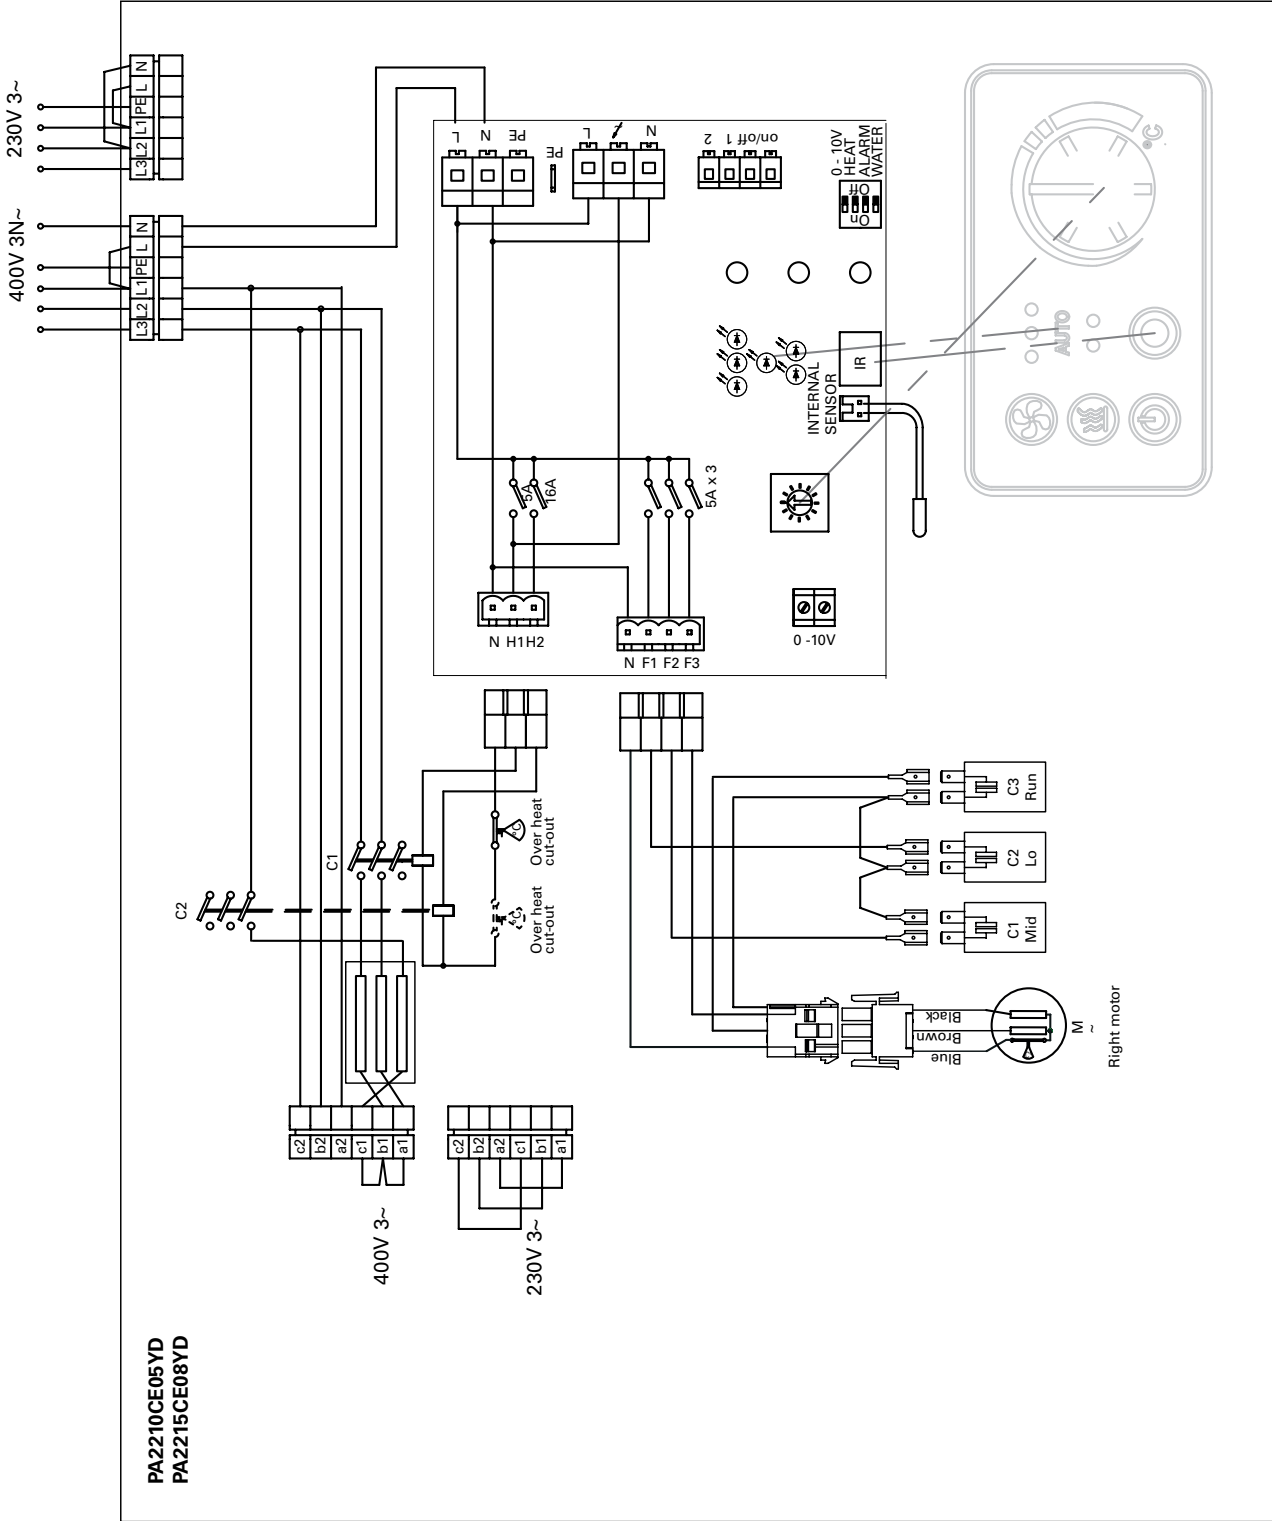 230V 3~
N
L
PE
L1
L2
L3
400V 3N~
N
L
PE
L1
L2
L3
L
N
PE
PE
L
N
2
1
on/off
0 - 10V
HEAT
ALARM
WATER
Off
On
°C
AUTO
IR
INTERNAL
SENSOR
5A
16A
5A x 3
N H1 H2
N F1 F2 F3
0 -10V
C2
C1
°C
Over heat
cut-out
°C
Over heat
cut-out
C3
Run
C2
Lo
C1
Mid
Black
Brown
Blue
M
~
Right motor
c2
b2
a2
c1
b1
a1
400V 3~
c2
b2
a2
c1
b1
a1
230V 3~
PA2210CE05YD
PA2215CE08YD